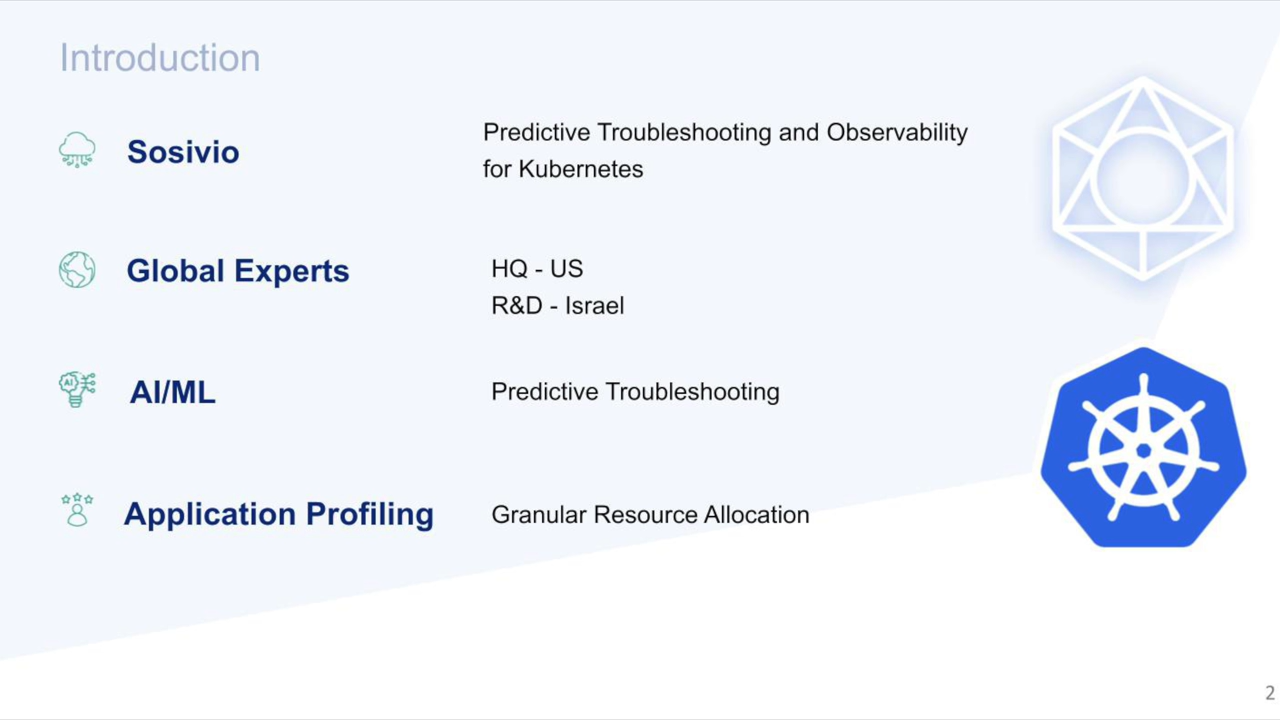 Introduction
Sosivio
Predictive Troubleshooting and Observability
for Kubernetes
Global Experts
HQ - US
R&D - Israel
AI
AI/ML
Predictive Troubleshooting
Application Profiling
Granular Resource Allocation
2